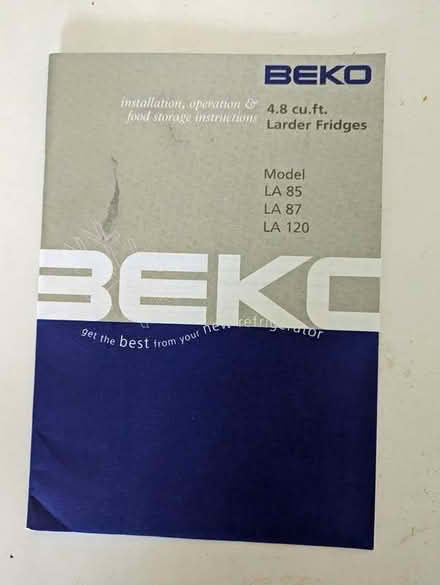 BEKO
installation, operation &
food storage instructions
4.8 cu.ft.
Larder Fridges
Model
LA 85
LA 87
LA 120
BEKO
get the best from your new refrigerator